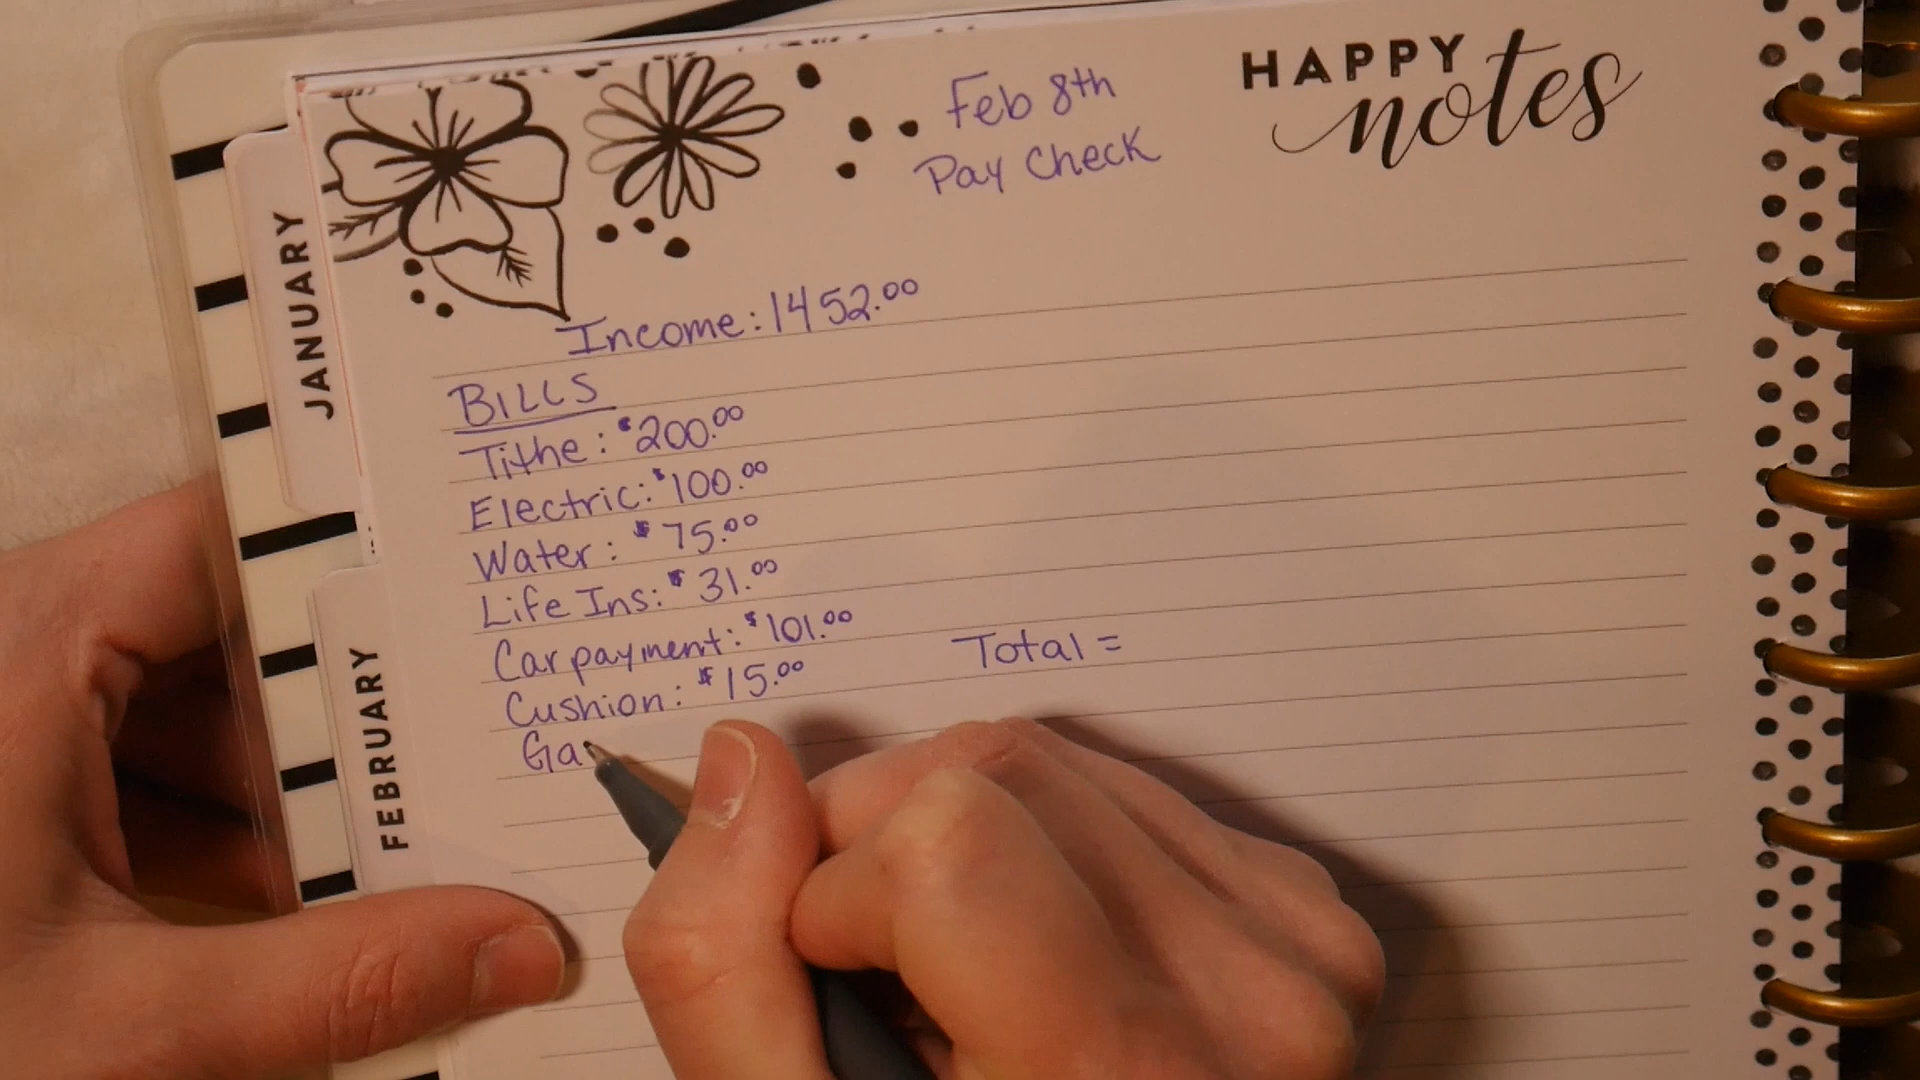 HAPPY
notes
Feb 8th
Pay Check
Income: 1452.00
BILLS
Tithe: $200.00
Electric: $100.00
Water: $75.00
Life Ins: $31.00
Car payment: $101.00
Cushion: $15.00
Total =
Ga
JANUARY
FEBRUARY